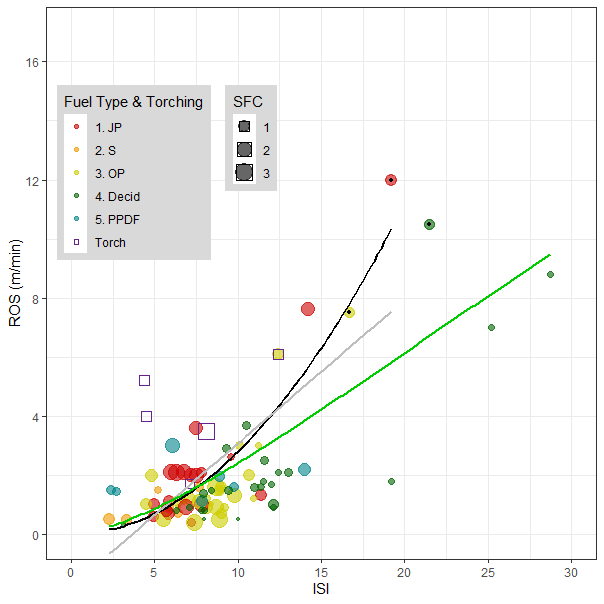 16
12
8
4
0
ROS (m/min)
Fuel Type & Torching
1. JP
2. S
3. OP
4. Decid
5. PPDF
Torch
SFC
1
2
3
0 5 10 15 20 25 30
ISI